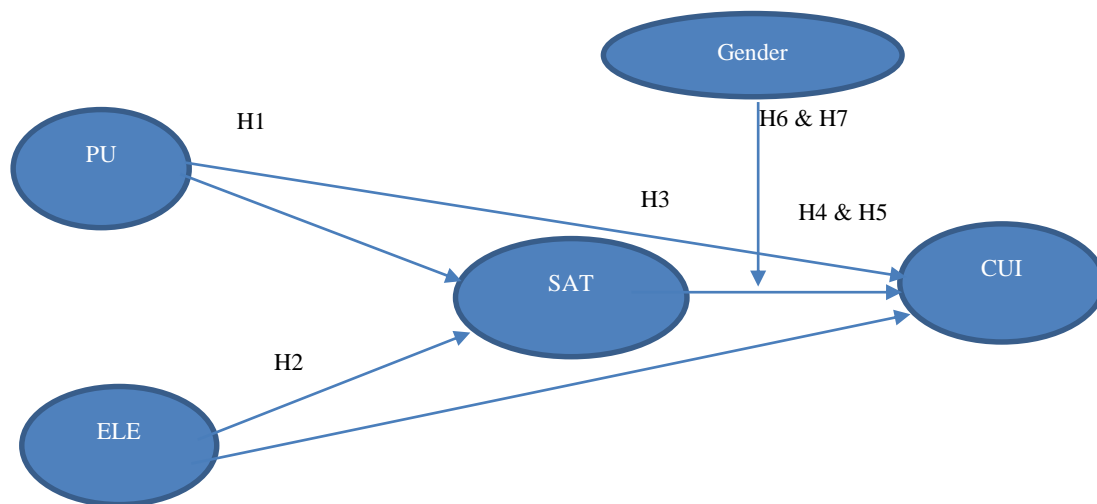 Gender
H6 & H7
H1
PU
H3
H4 & H5
CUI
SAT
H2
ELE